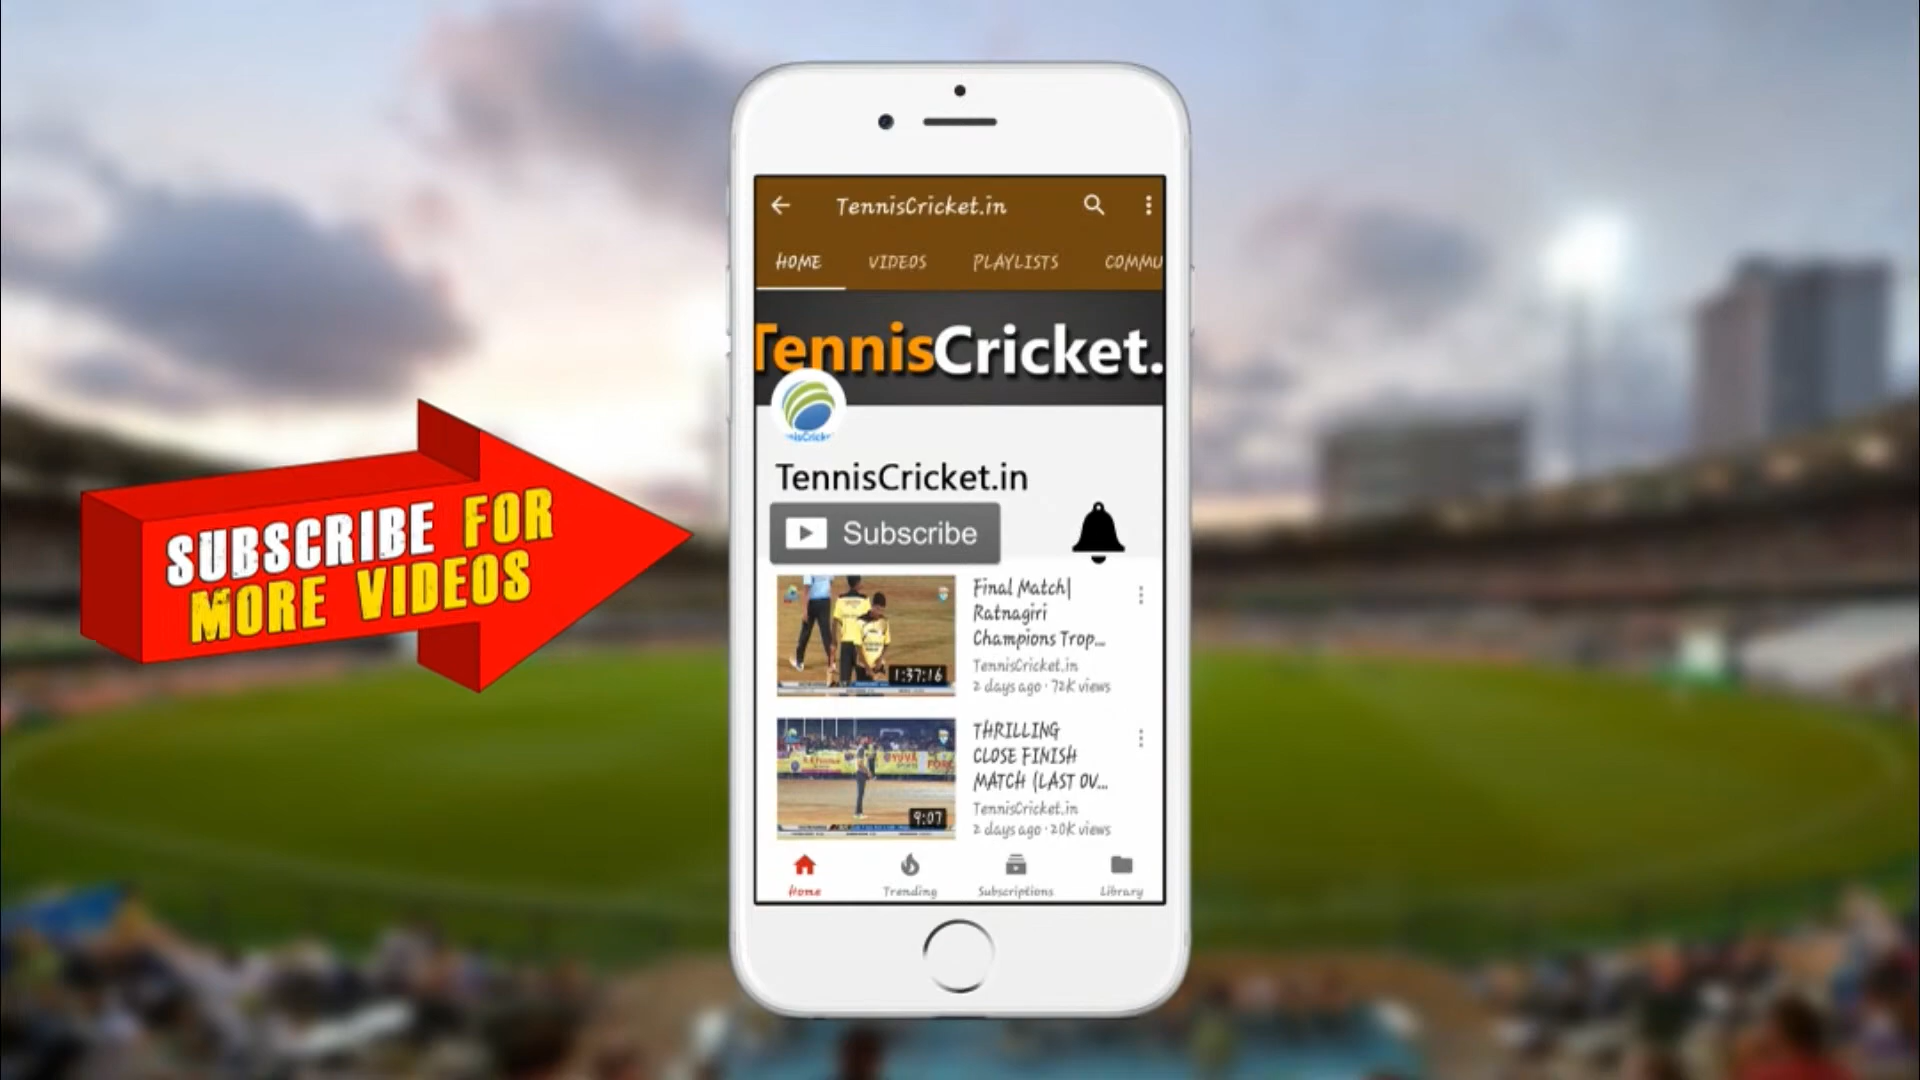 SUBSCRIBE FOR
MORE VIDEOS
TennisCricket.in
HOME VIDEOS PLAYLISTS COMMU
TennisCricket.
TennisCricket.in
Subscribe
Final Match|
Ratnagiri
Champions Trop...
TennisCricket.in
2 days ago · 72K views
1:37:16
THRILLING
CLOSE FINISH
MATCH (LAST OV...
TennisCricket.in
2 days ago · 20K views
9:07
Home Trending Subscriptions Library